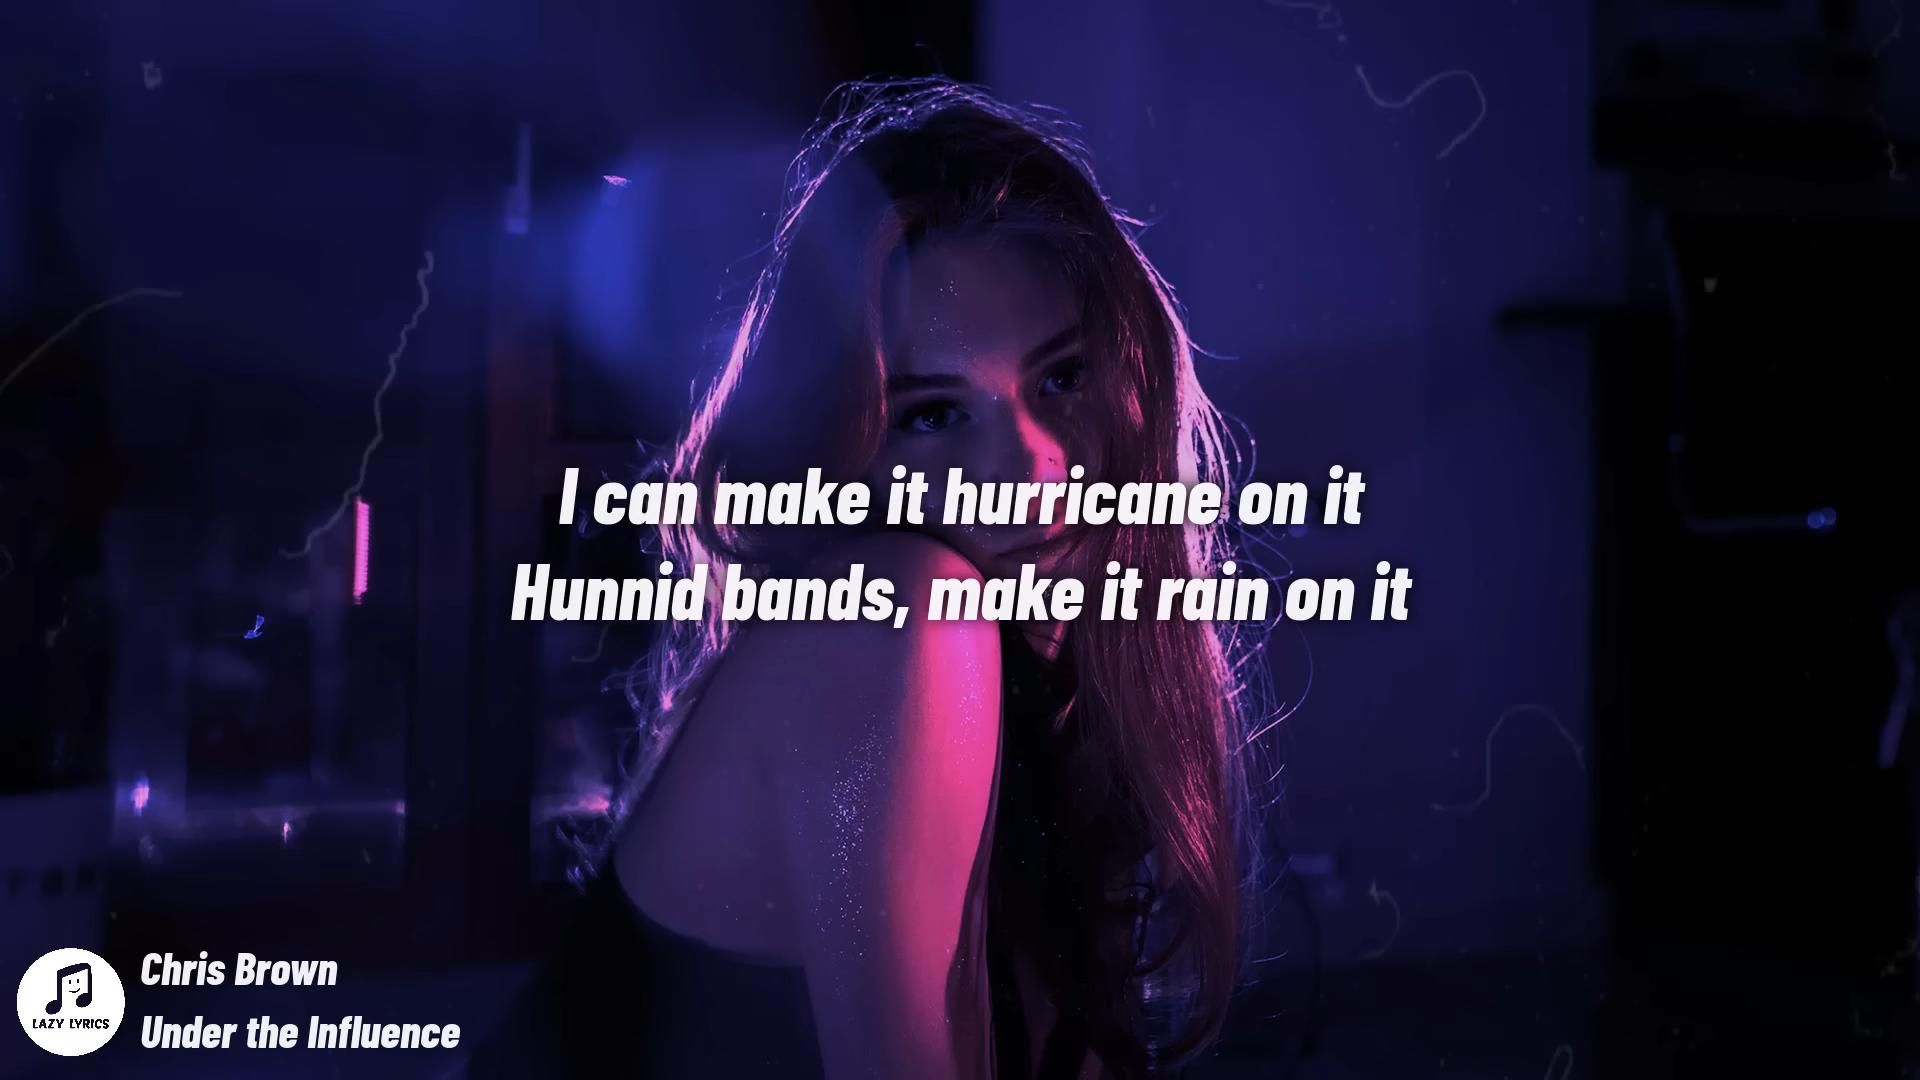 I can make it hurricane on it
Hunnid bands, make it rain on it
Chris Brown
Under the Influence
LAZY LYRICS